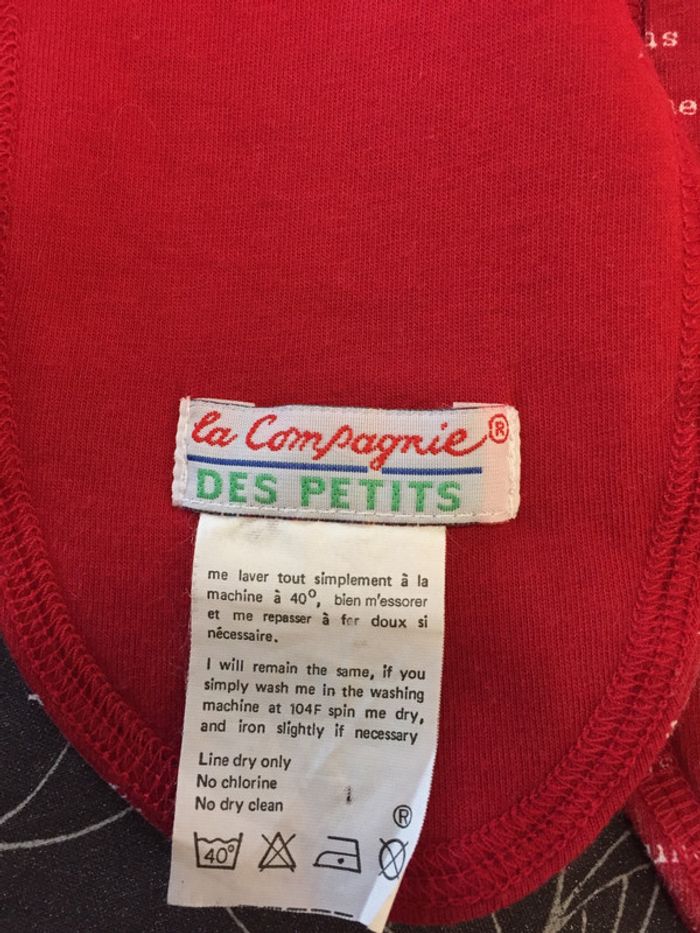 is
e
la Compagnie®
DES PETITS
me laver tout simplement à la
machine à 40°, bien m'essorer
et me repasser à fer doux si
nécessaire.
I will remain the same, if you
simply wash me in the washing
machine at 104F spin me dry,
and iron slightly if necessary
Line dry only
No chlorine
No dry clean
®
40°